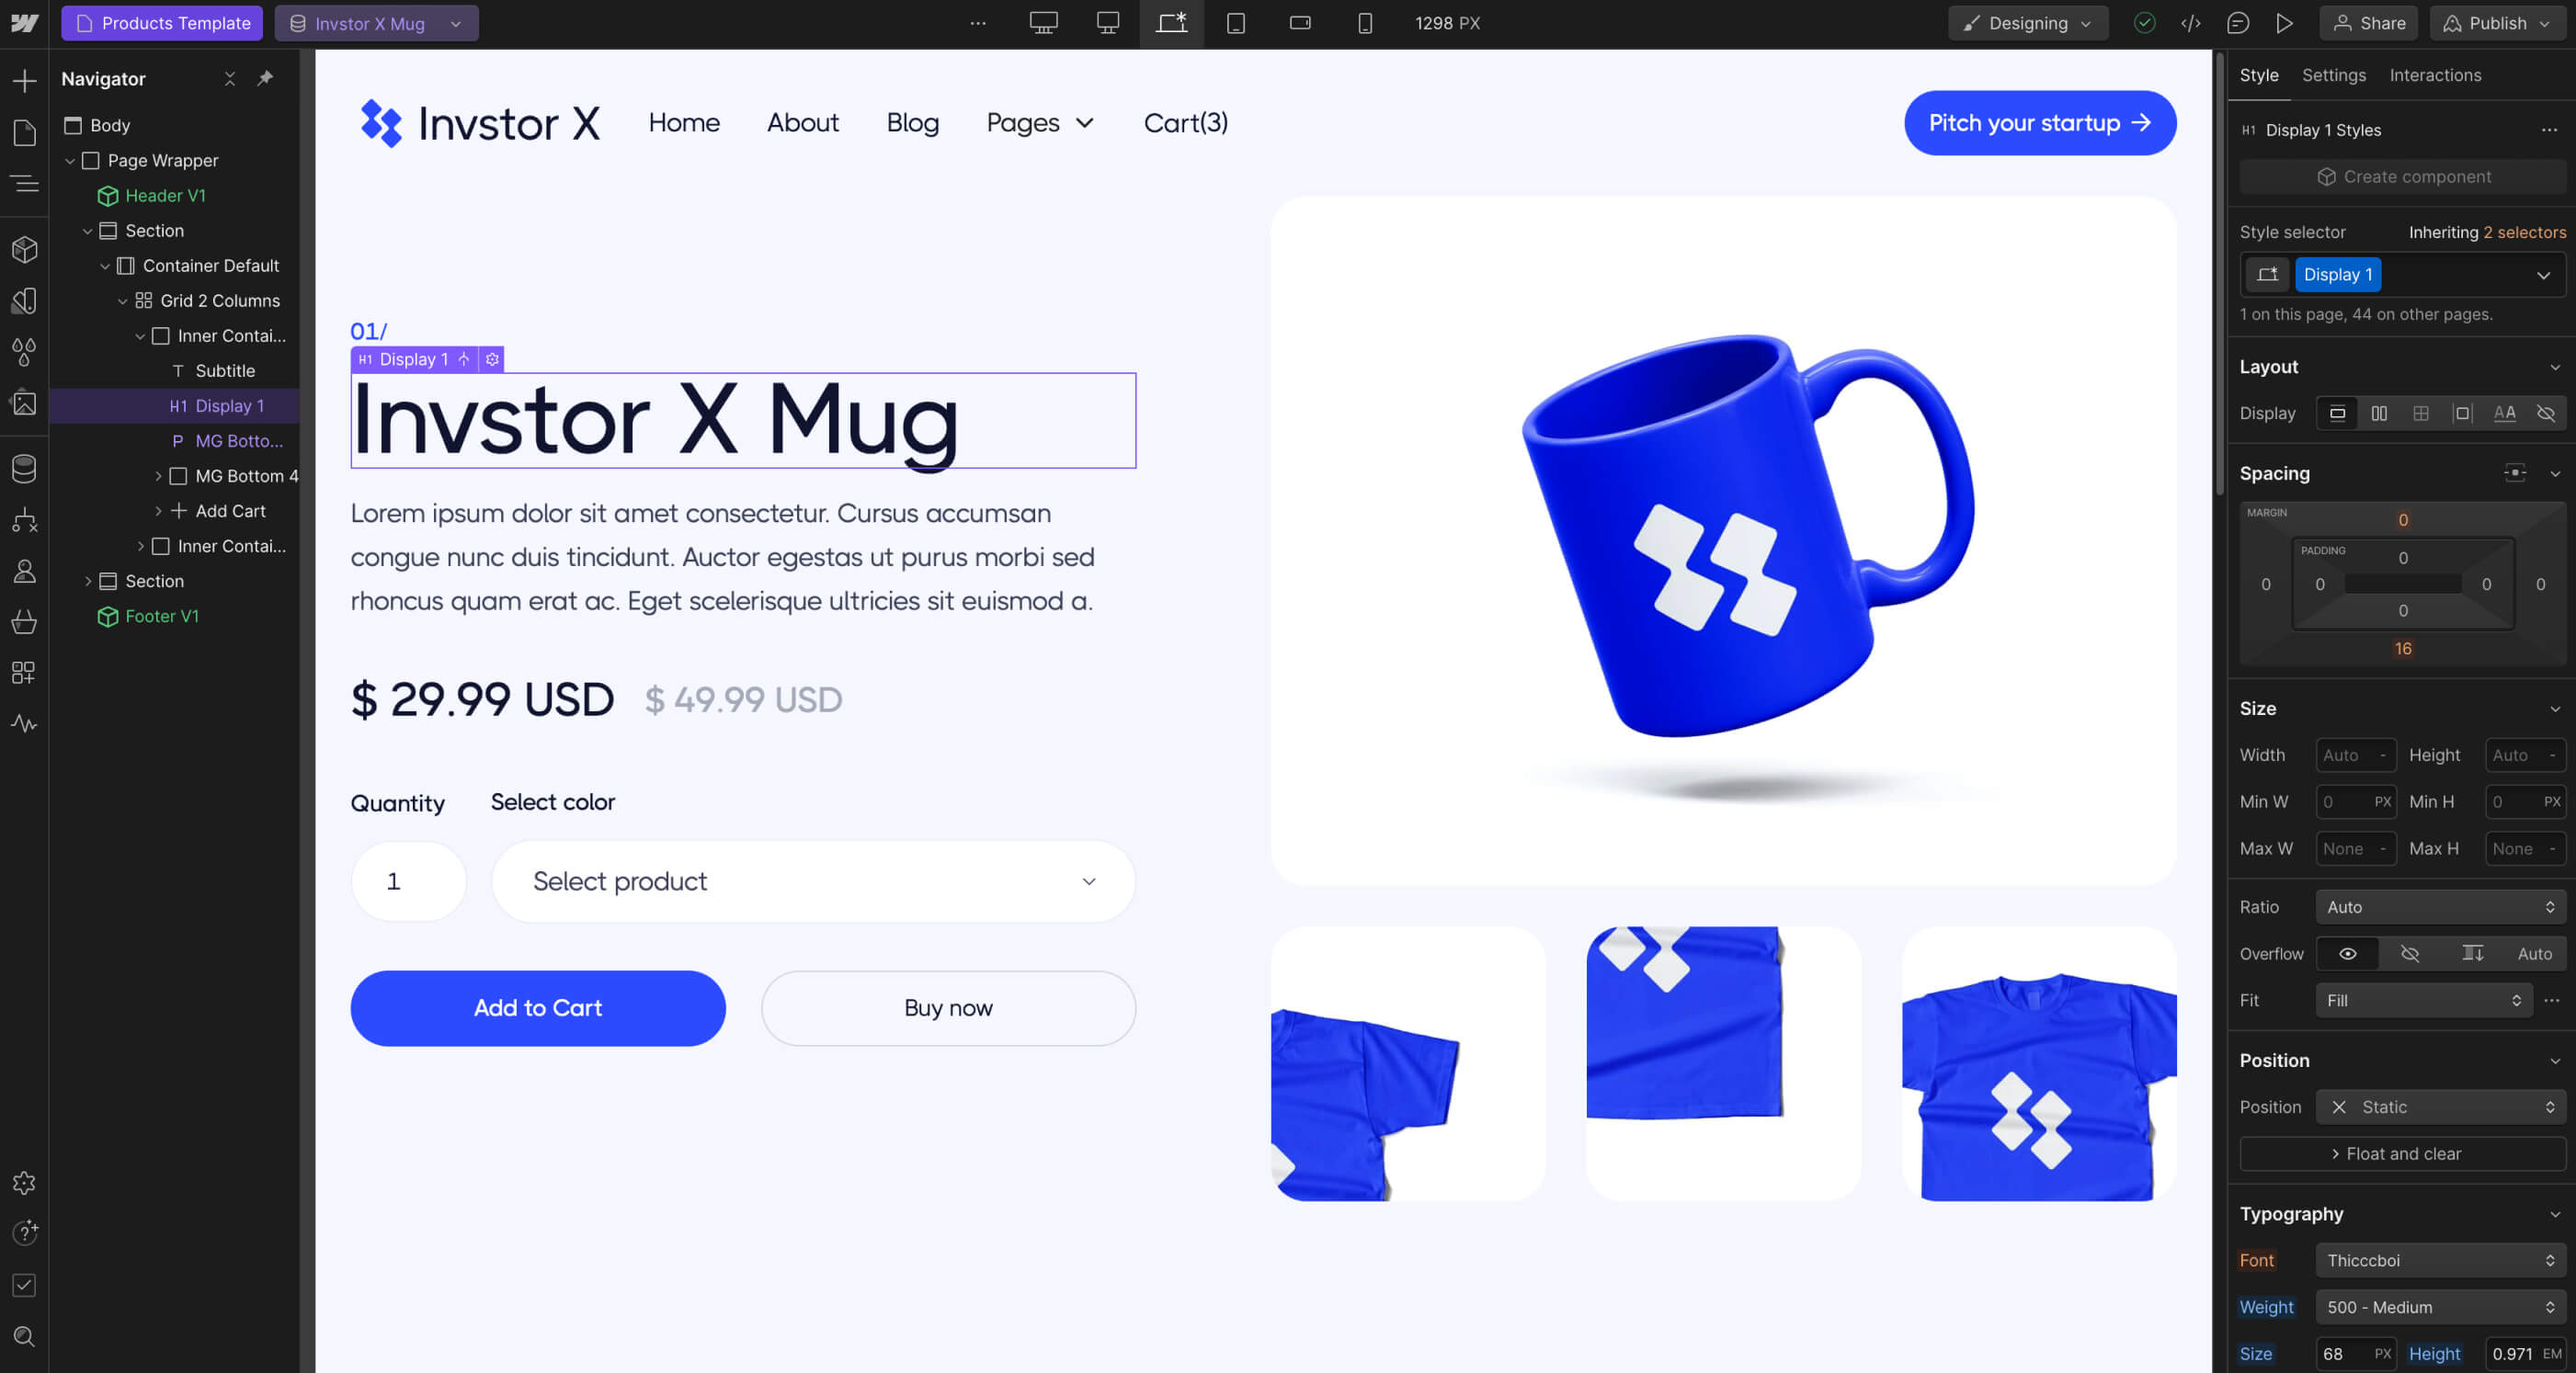 Products Template
Invstor X Mug
1298 PX
Designing
Share
Publish
Navigator
Body
Page Wrapper
Header V1
Section
Container Default
Grid 2 Columns
Inner Contai...
T Subtitle
H1 Display 1
P MG Botto...
MG Bottom 4
Add Cart
Inner Contai...
Section
Footer V1
Invstor X
Home
About
Blog
Pages
Cart(3)
Pitch your startup
01/
H1 Display 1
Invstor X Mug
Lorem ipsum dolor sit amet consectetur. Cursus accumsan
congue nunc duis tincidunt. Auctor egestas ut purus morbi sed
rhoncus quam erat ac. Eget scelerisque ultricies sit euismod a.
$ 29.99 USD $ 49.99 USD
Quantity
Select color
1
Select product
Add to Cart
Buy now
Style Settings Interactions
H1 Display 1 Styles
Create component
Style selector Inheriting 2 selectors
Display 1
1 on this page, 44 on other pages.
Layout
Display AA
Spacing
MARGIN
0
PADDING
0
0 0 0 0
0
16
Size
Width Auto - Height Auto -
Min W 0 PX Min H 0 PX
Max W None - Max H None -
Ratio Auto
Overflow Auto
Fit Fill
Position
Position Static
Float and clear
Typography
Font Thicccboi
Weight 500 - Medium
Size 68 PX Height 0.971 EM